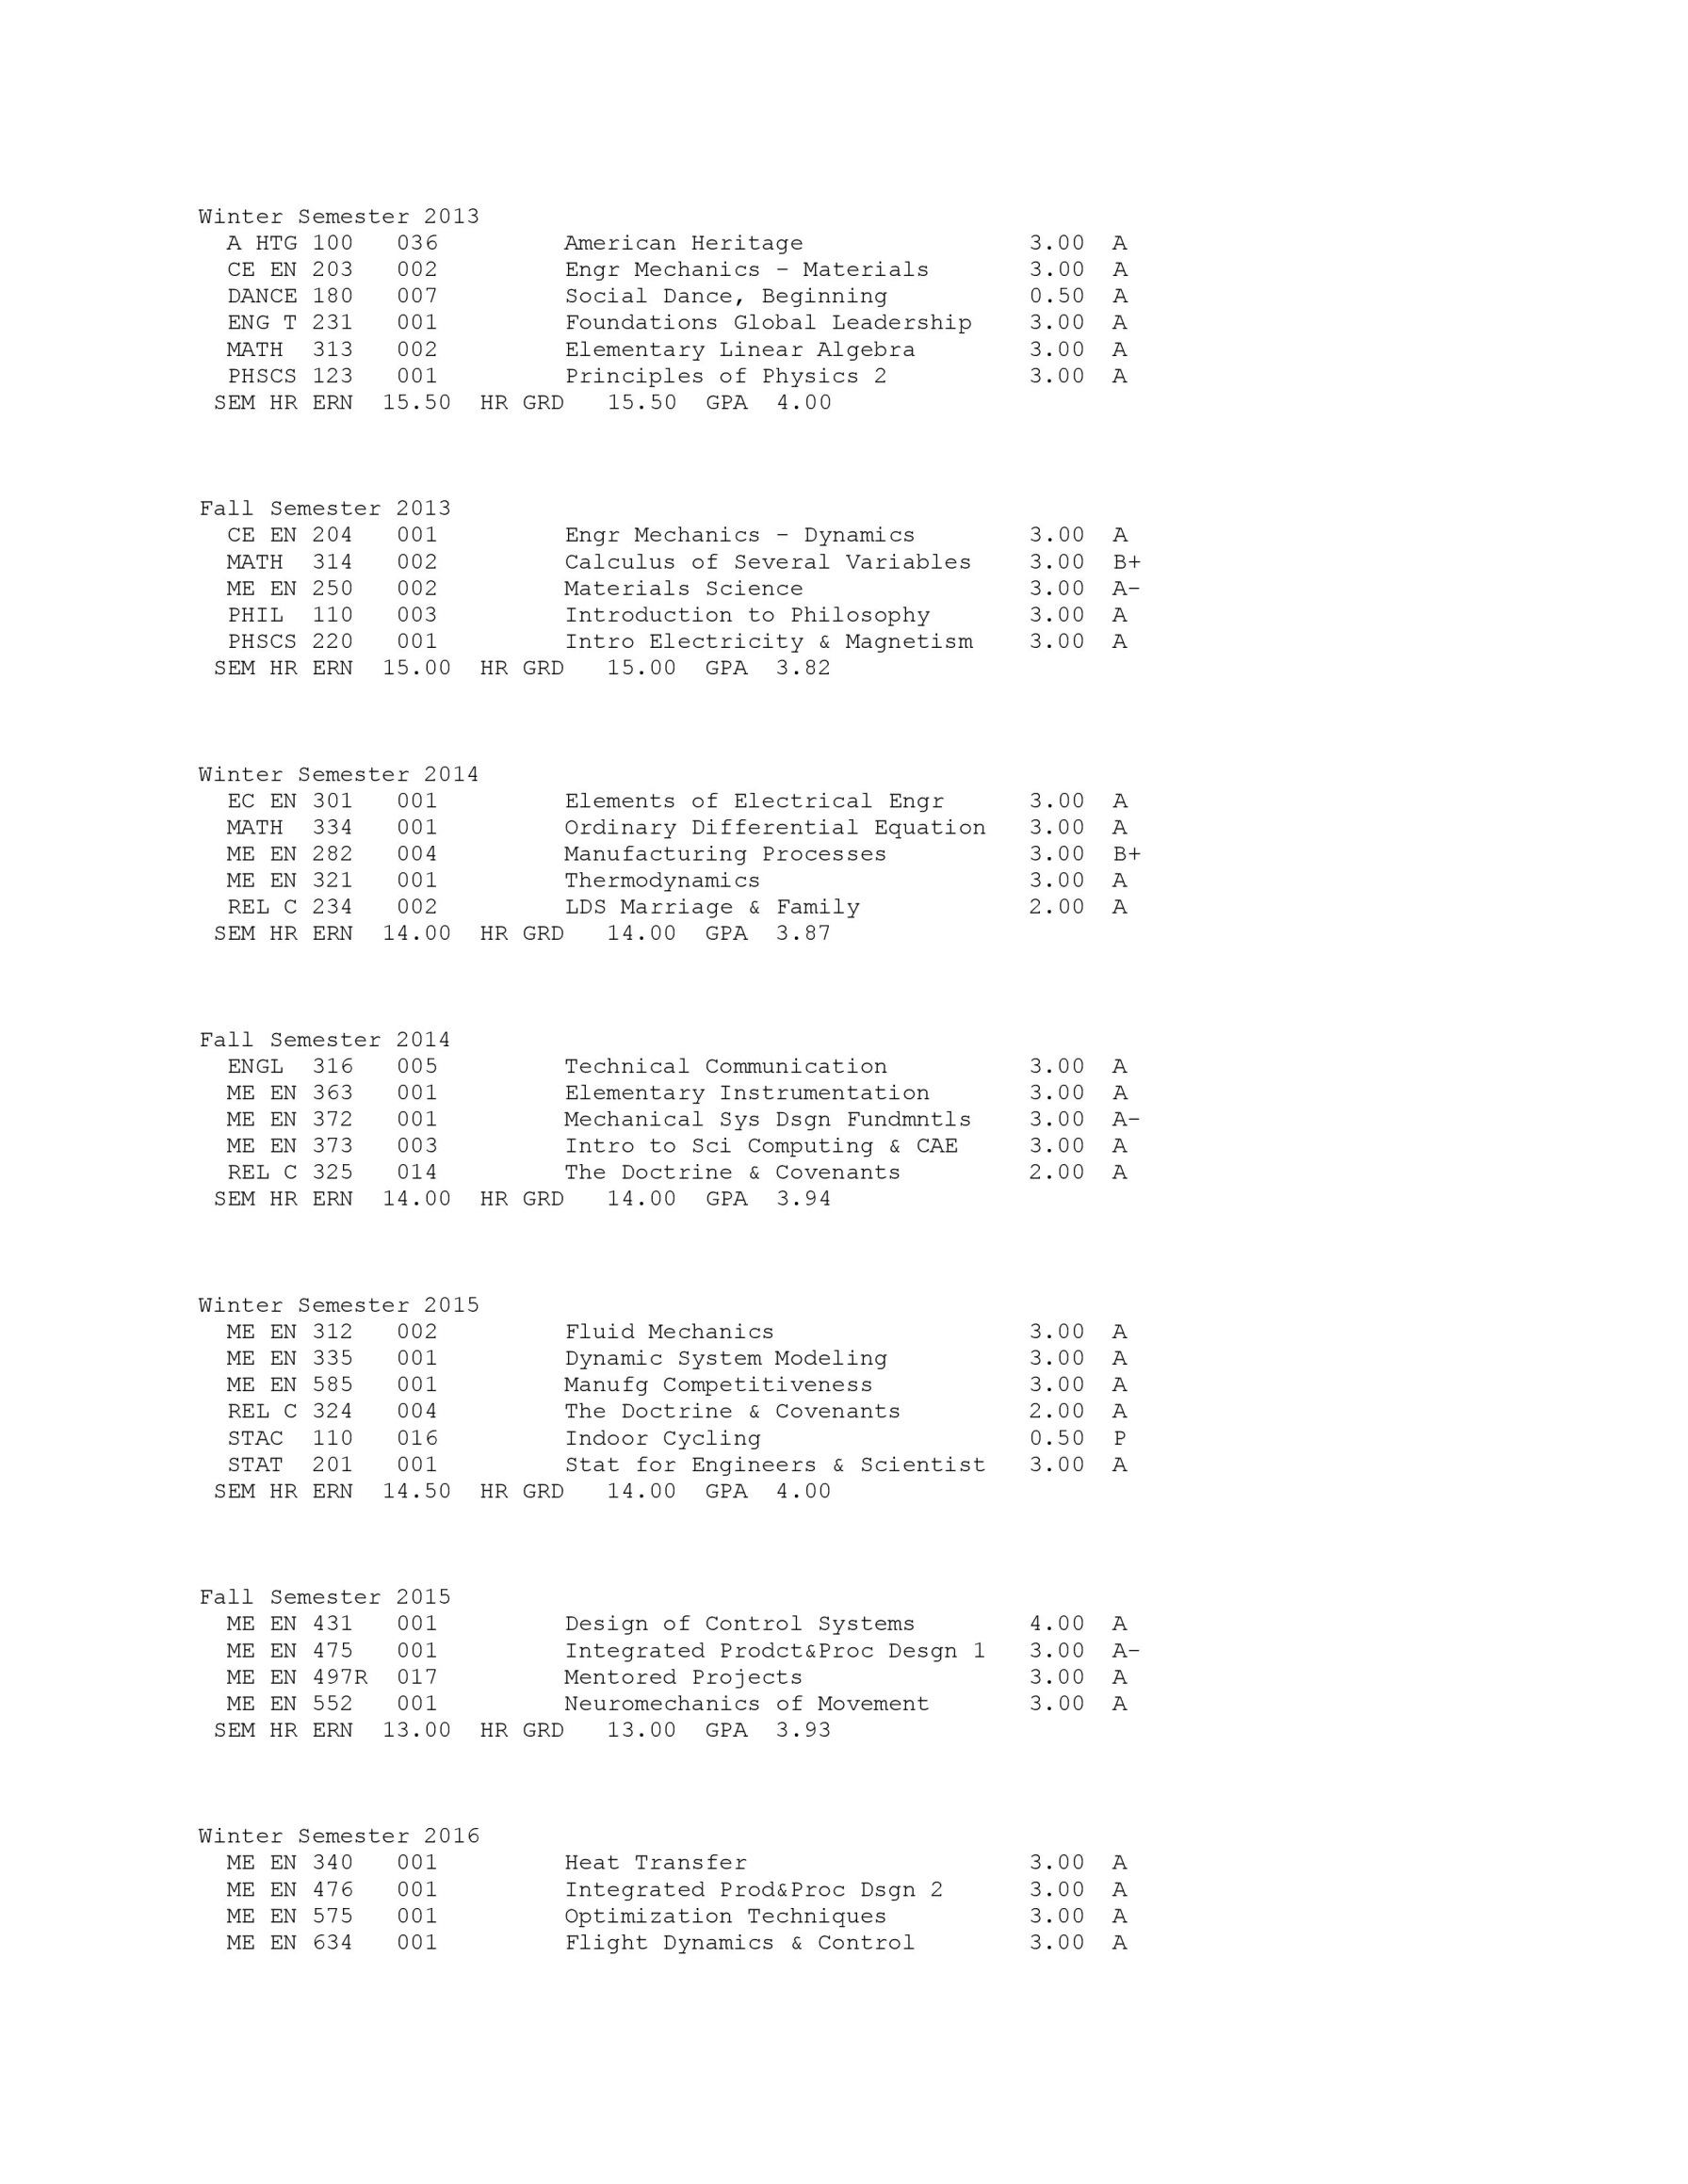 Winter Semester 2013
A HTG 100 036 American Heritage 3.00 A
CE EN 203 002 Engr Mechanics - Materials 3.00 A
DANCE 180 007 Social Dance, Beginning 0.50 A
ENG T 231 001 Foundations Global Leadership 3.00 A
MATH 313 002 Elementary Linear Algebra 3.00 A
PHSCS 123 001 Principles of Physics 2 3.00 A
SEM HR ERN 15.50 HR GRD 15.50 GPA 4.00
Fall Semester 2013
CE EN 204 001 Engr Mechanics - Dynamics 3.00 A
MATH 314 002 Calculus of Several Variables 3.00 B+
ME EN 250 002 Materials Science 3.00 A-
PHIL 110 003 Introduction to Philosophy 3.00 A
PHSCS 220 001 Intro Electricity & Magnetism 3.00 A
SEM HR ERN 15.00 HR GRD 15.00 GPA 3.82
Winter Semester 2014
EC EN 301 001 Elements of Electrical Engr 3.00 A
MATH 334 001 Ordinary Differential Equation 3.00 A
ME EN 282 004 Manufacturing Processes 3.00 B+
ME EN 321 001 Thermodynamics 3.00 A
REL C 234 002 LDS Marriage & Family 2.00 A
SEM HR ERN 14.00 HR GRD 14.00 GPA 3.87
Fall Semester 2014
ENGL 316 005 Technical Communication 3.00 A
ME EN 363 001 Elementary Instrumentation 3.00 A
ME EN 372 001 Mechanical Sys Dsgn Fundmntls 3.00 A-
ME EN 373 003 Intro to Sci Computing & CAE 3.00 A
REL C 325 014 The Doctrine & Covenants 2.00 A
SEM HR ERN 14.00 HR GRD 14.00 GPA 3.94
Winter Semester 2015
ME EN 312 002 Fluid Mechanics 3.00 A
ME EN 335 001 Dynamic System Modeling 3.00 A
ME EN 585 001 Manufg Competitiveness 3.00 A
REL C 324 004 The Doctrine & Covenants 2.00 A
STAC 110 016 Indoor Cycling 0.50 P
STAT 201 001 Stat for Engineers & Scientist 3.00 A
SEM HR ERN 14.50 HR GRD 14.00 GPA 4.00
Fall Semester 2015
ME EN 431 001 Design of Control Systems 4.00 A
ME EN 475 001 Integrated Prodct&Proc Desgn 1 3.00 A-
ME EN 497R 017 Mentored Projects 3.00 A
ME EN 552 001 Neuromechanics of Movement 3.00 A
SEM HR ERN 13.00 HR GRD 13.00 GPA 3.93
Winter Semester 2016
ME EN 340 001 Heat Transfer 3.00 A
ME EN 476 001 Integrated Prod&Proc Dsgn 2 3.00 A
ME EN 575 001 Optimization Techniques 3.00 A
ME EN 634 001 Flight Dynamics & Control 3.00 A